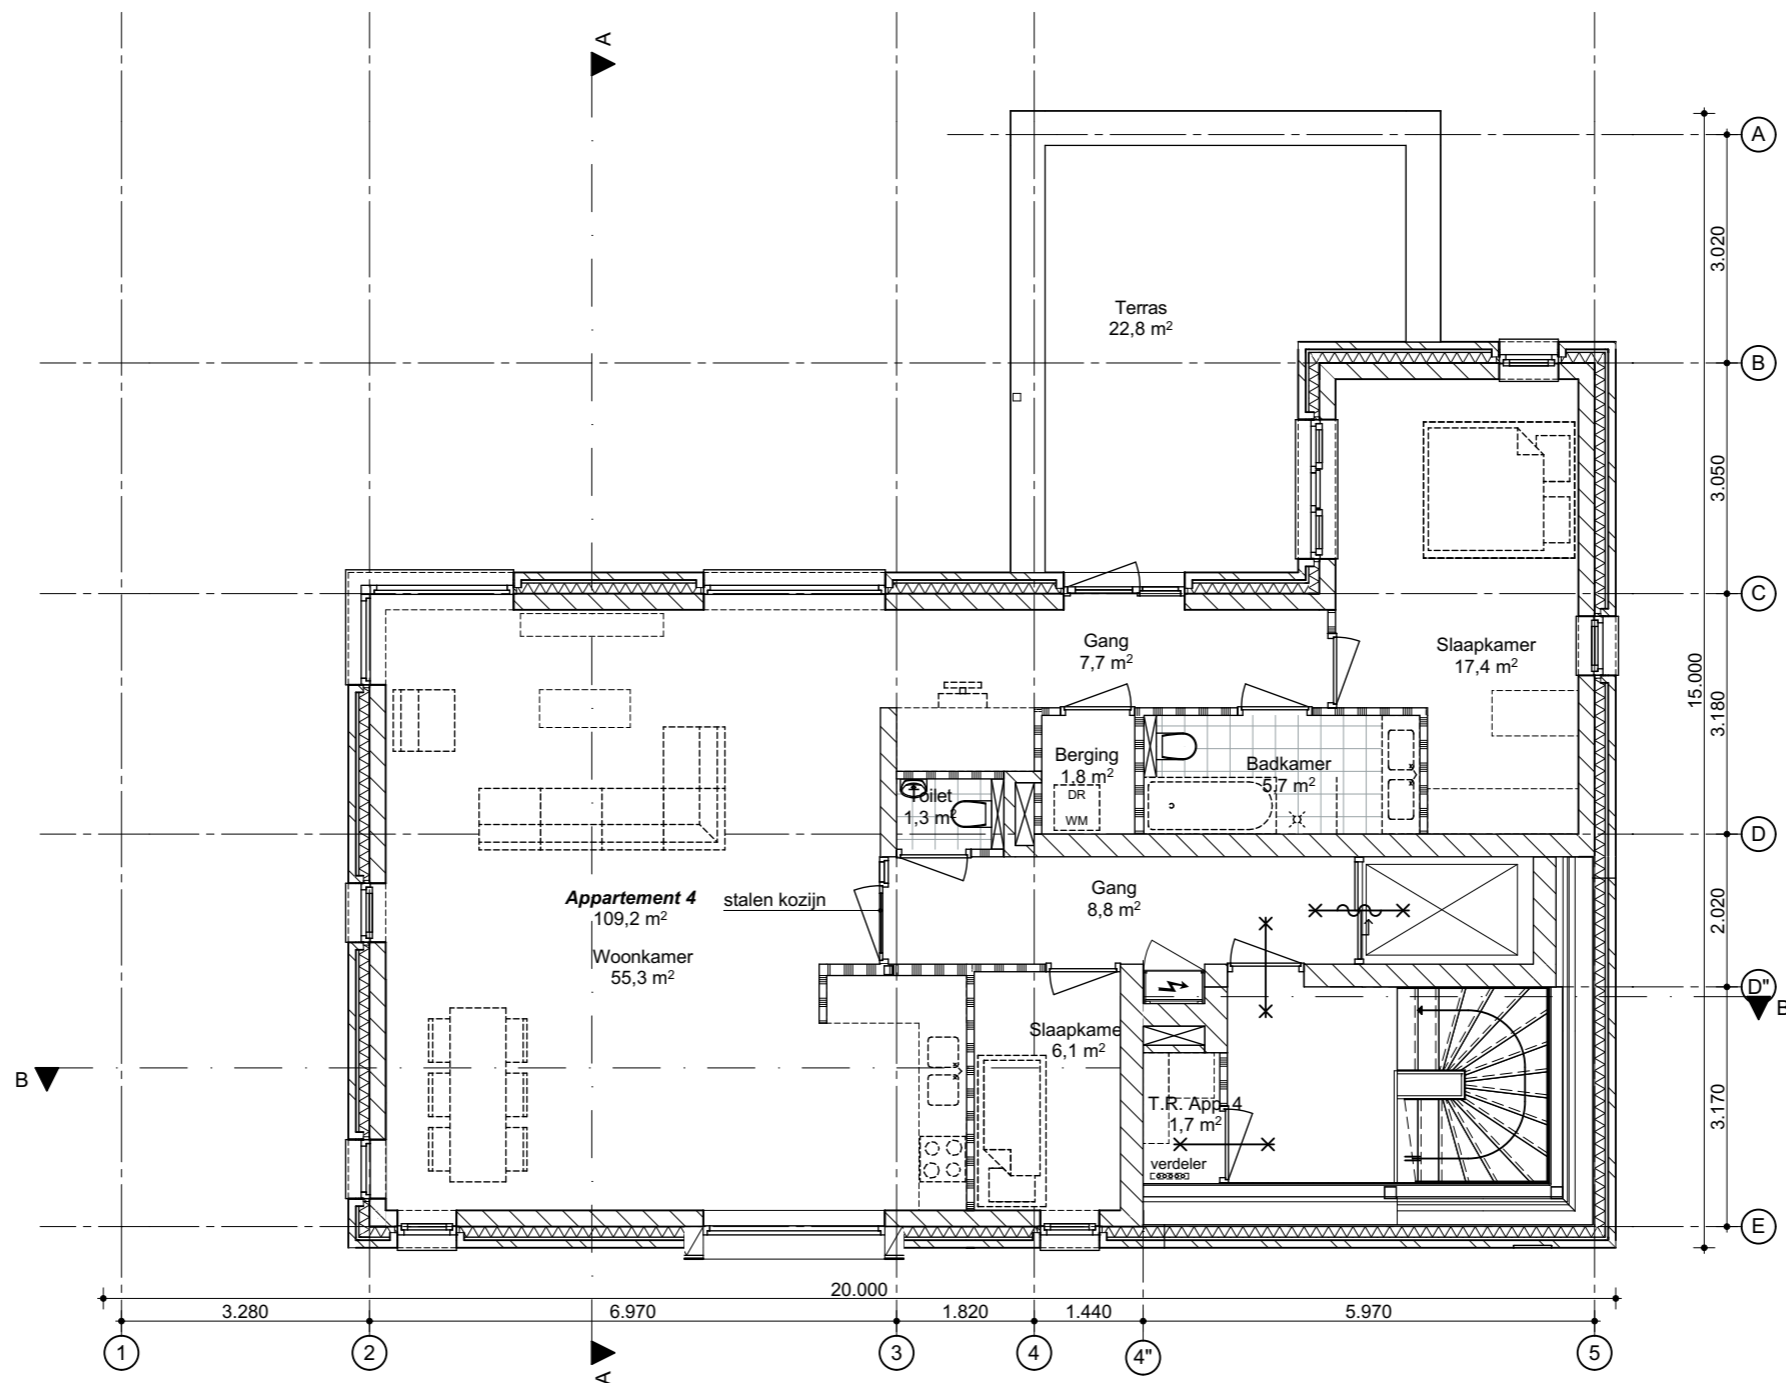 A
A
3.020
Terras
22,8 m²
B
3.050
C
Gang
7,7 m²
Slaapkamer
17,4 m²
15.000
3.180
Berging
1,8 m²
Badkamer
5,7 m²
DR
WM
Toilet
1,3 m²
D
Appartement 4
109,2 m²
stalen kozijn
Gang
8,8 m²
2.020
Woonkamer
55,3 m²
D"
B
Slaapkame
6,1 m²
B
T.R. App. 4
1,7 m²
3.170
verdeler
E
20.000
3.280
6.970
1.820
1.440
5.970
1
2
A
3
4
4"
5